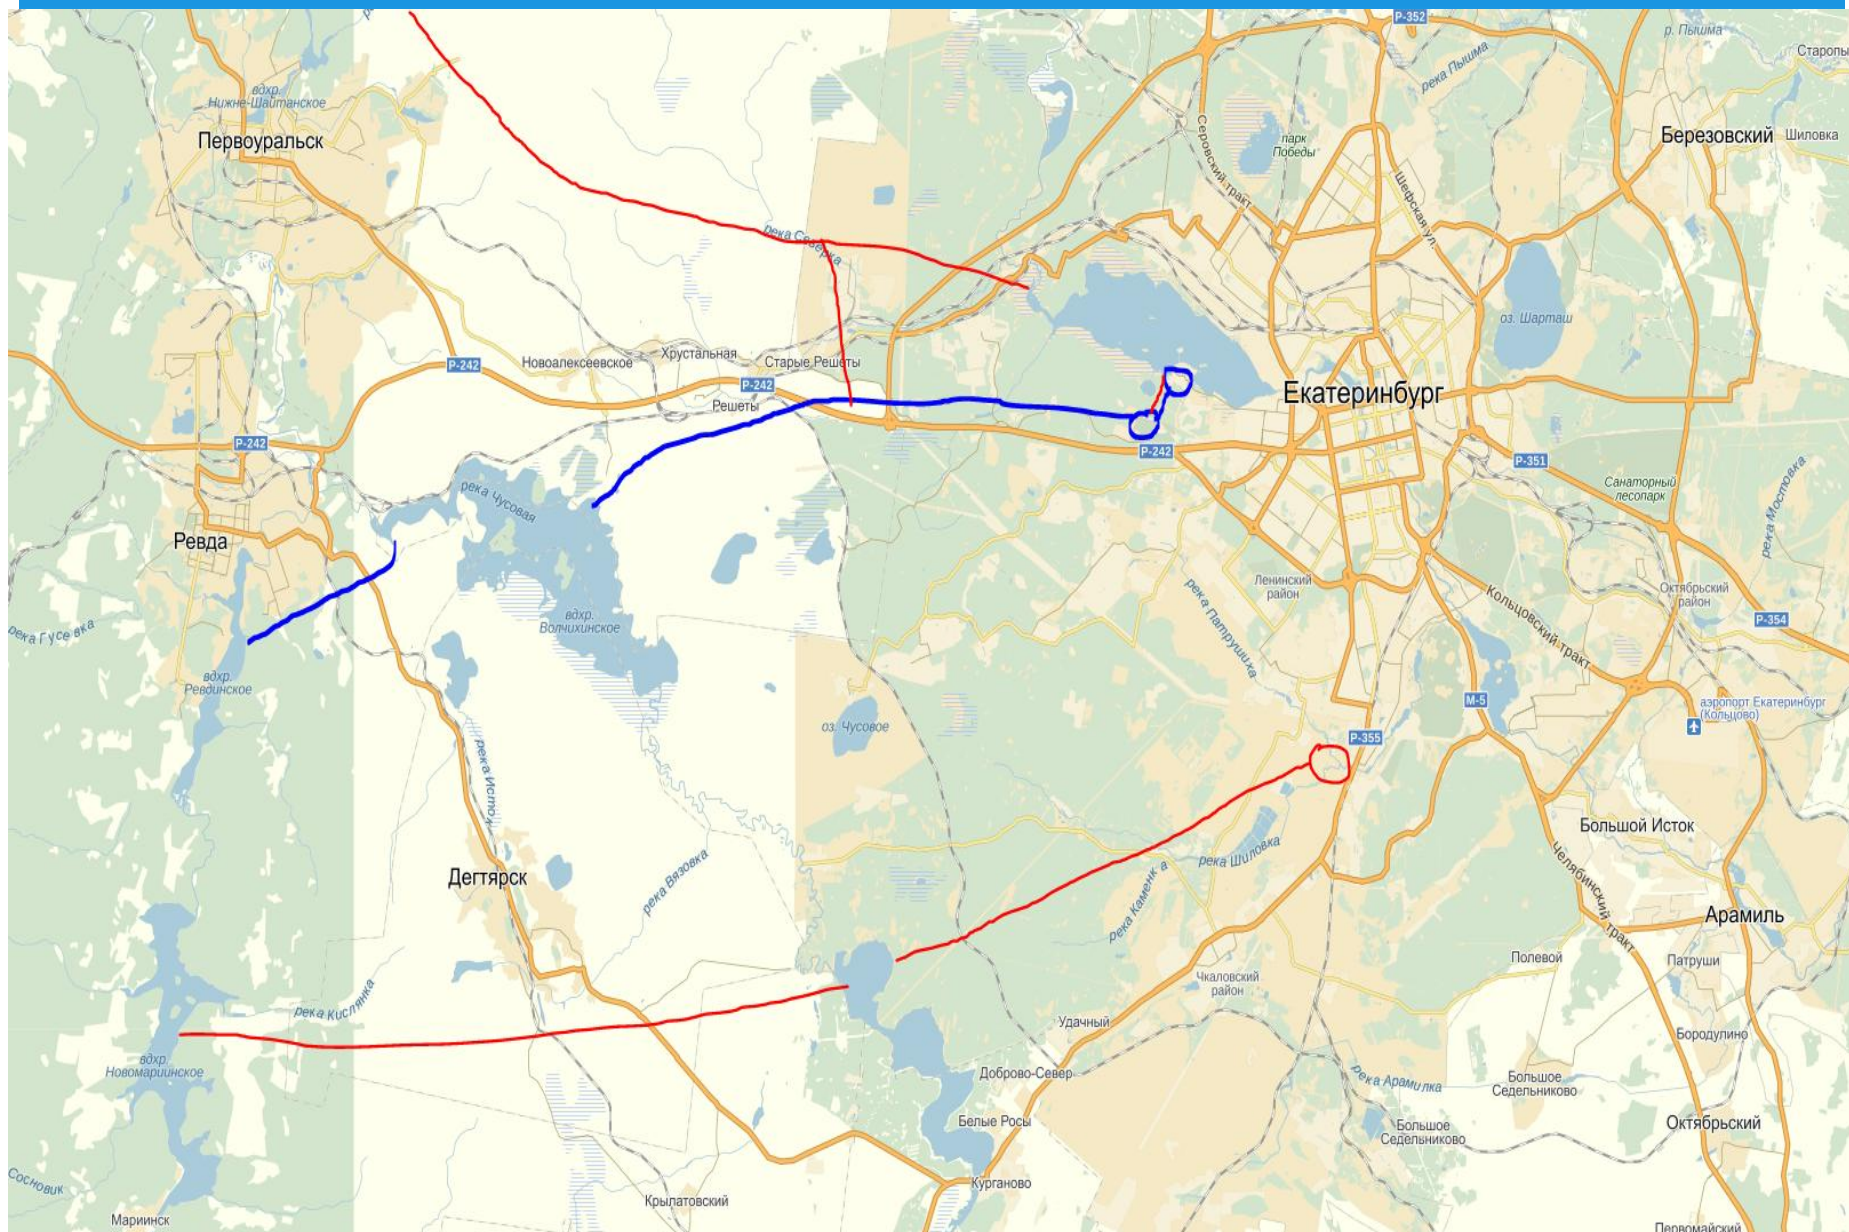 Р-352
р. Пышма
Старопы
река Пышма
вдхр.
Нижне-Шайтанское
Первоуральск
Серовский тракт
парк
Победы
Березовский
Шиловка
Шефская ул.
река Северка
оз. Шарташ
Р-242
Новоалексеевское
Хрустальная
Старые Решеты
Р-242
Решеты
Екатеринбург
Р-242
Р-242
Р-351
Санаторный
лесопарк
река Мостовка
река Чусовая
Ревда
Ленинский
район
река Патрушиха
Кольцовский тракт
Октябрьский
район
Р-354
река Гусевка
вдхр.
Волчихинское
вдхр.
Ревдинское
оз. Чусовое
М-5
аэропорт Екатеринбург
(Кольцово)
Р-355
река Исток
Большой Исток
река Шиловка
Челябинский тракт
Дегтярск
река Вязовка
река Каменка
Арамиль
Полевой
Патруши
Чкаловский
район
река Кислянка
Удачный
Бородулино
вдхр.
Новомариинское
Доброво-Север
река Арамилка
Большое
Седельниково
Белые Росы
Большое
Седельниково
Октябрьский
Сосновик
Курганово
Крылатовский
Мариинск
Первомайский